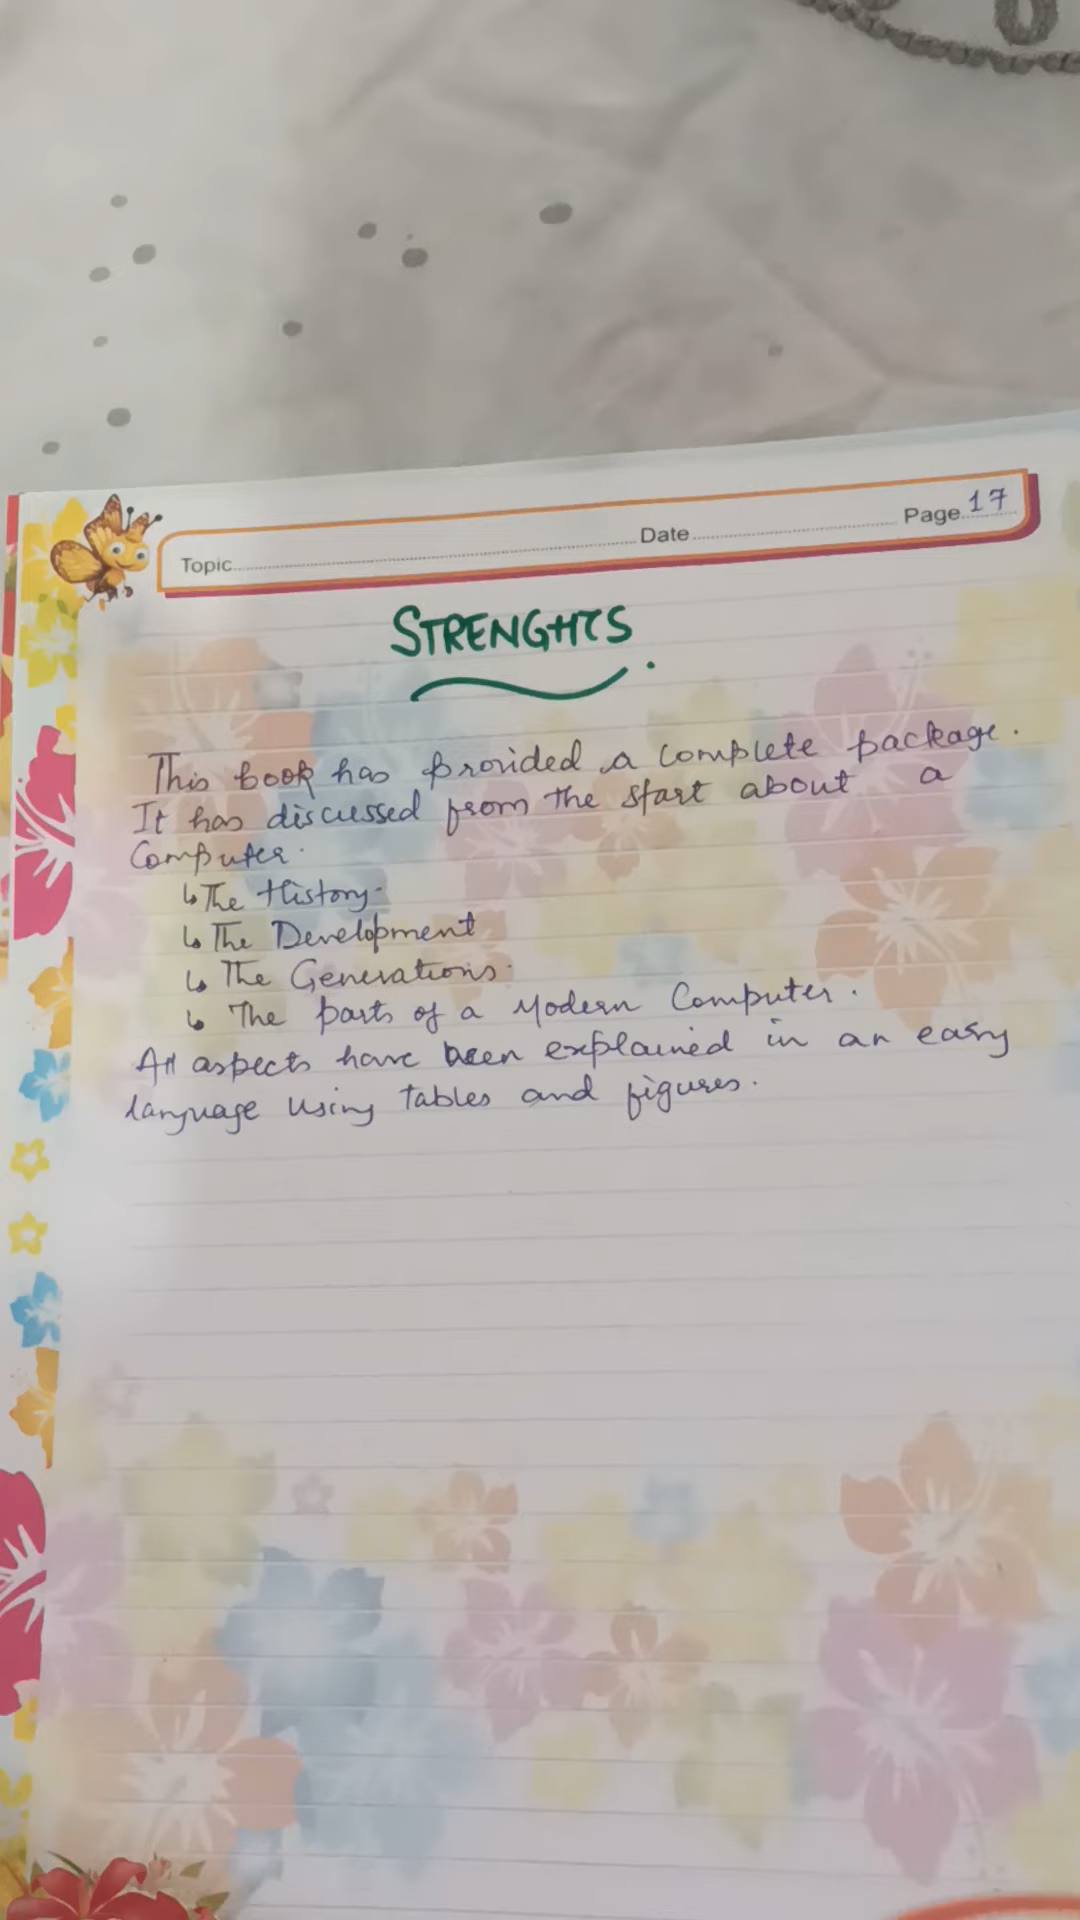 Topic Date Page 17
STRENGHTS
This book has provided a complete package.
It has discussed from the start about a
Computer.
↳ The History.
↳ The Development
↳ The Generations.
↳ The parts of a Modern Computer.
All aspects have been explained in an easy
language using tables and figures.